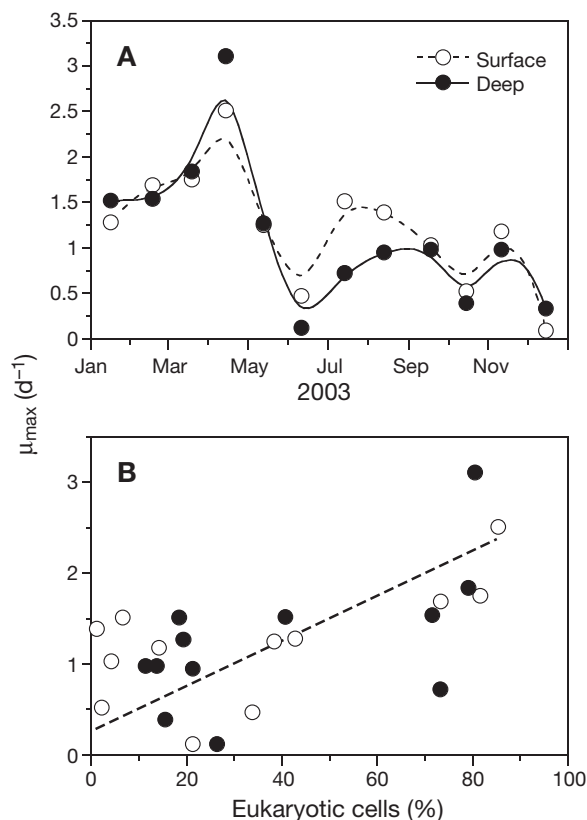 3.5
A
Surface
Deep
3
2.5
2
1.5
1
0.5
0
Jan Mar May Jul Sep Nov
2003
μmax (d–1)
B
3
2
1
0
0 20 40 60 80 100
Eukaryotic cells (%)